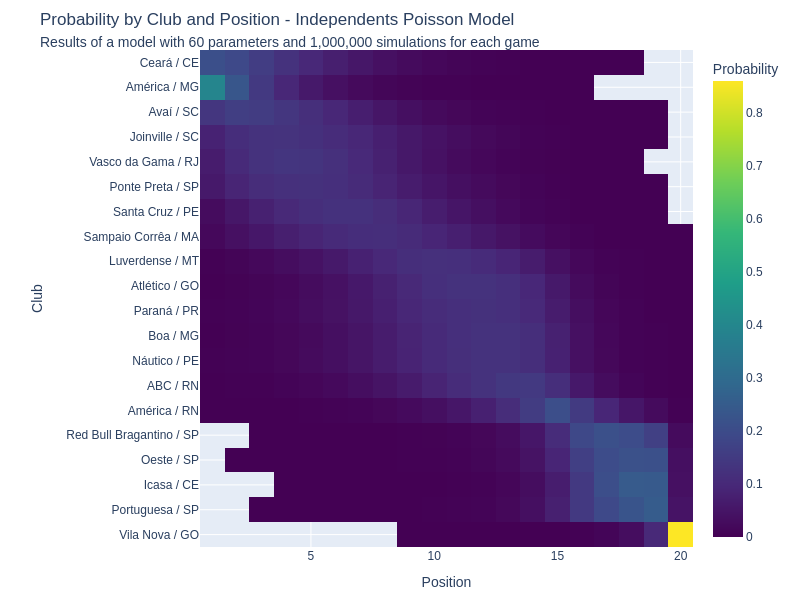 Probability by Club and Position - Independents Poisson Model
Results of a model with 60 parameters and 1,000,000 simulations for each game
Probability
Ceará / CE
América / MG
Avaí / SC
Joinville / SC
Vasco da Gama / RJ
Ponte Preta / SP
Santa Cruz / PE
Sampaio Corrêa / MA
Luverdense / MT
Atlético / GO
Paraná / PR
Boa / MG
Náutico / PE
ABC / RN
América / RN
Red Bull Bragantino / SP
Oeste / SP
Icasa / CE
Portuguesa / SP
Vila Nova / GO
Club
5
10
15
20
Position
0.8
0.7
0.6
0.5
0.4
0.3
0.2
0.1
0